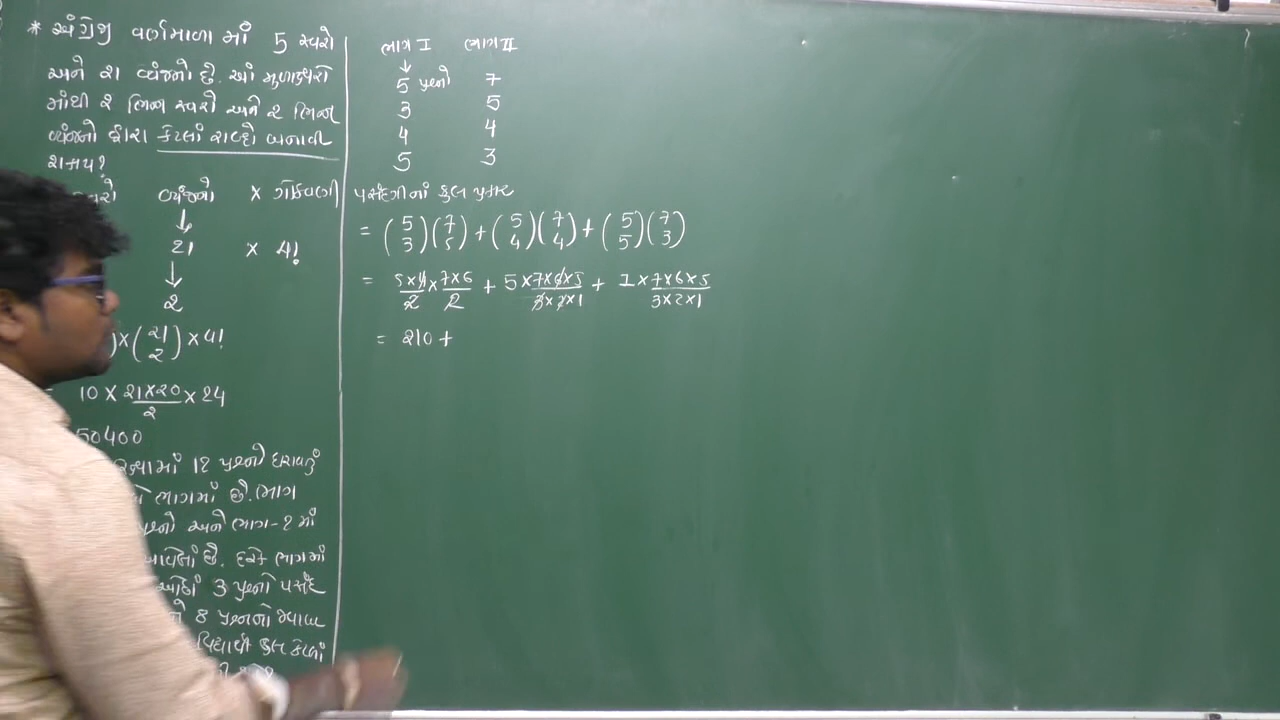 * અંગ્રેજી વર્ણમાળા માં 5 સ્વરો
અને 21 વ્યંજનો છે. આ મૂળાક્ષરો
માંથી 2 ભિન્ન સ્વરો અને 2 ભિન્ન
વ્યંજનો દ્વારા કેટલાં શબ્દો બનાવી
શકાય?
વ્યંજનો × ગોઠવણી
↓
21 × 4!
↓
2
) × (21 2) × 4!
10 × 21×20/2 × 24
50400
12 પ્રશ્નો ધરાવતું
ભાગમાં છે. ભાગ
અને ભાગ-2 માં
છે. દરેક ભાગમાં
3 પ્રશ્નો પસંદ
8 પ્રશ્નનો જવાબ
વિદ્યાર્થી કુલ કેટલાં
ભાગ I ભાગ II
↓
5 પ્રશ્નો 7
3 5
4 4
5 3
પસંદગીનાં કુલ પ્રકાર
= (5 3)(7 5) + (5 4)(7 4) + (5 5)(7 3)
= 5×4/2 × 7×6/2 + 5 × 7×6×5/3×2×1 + 1 × 7×6×5/3×2×1
= 210 +